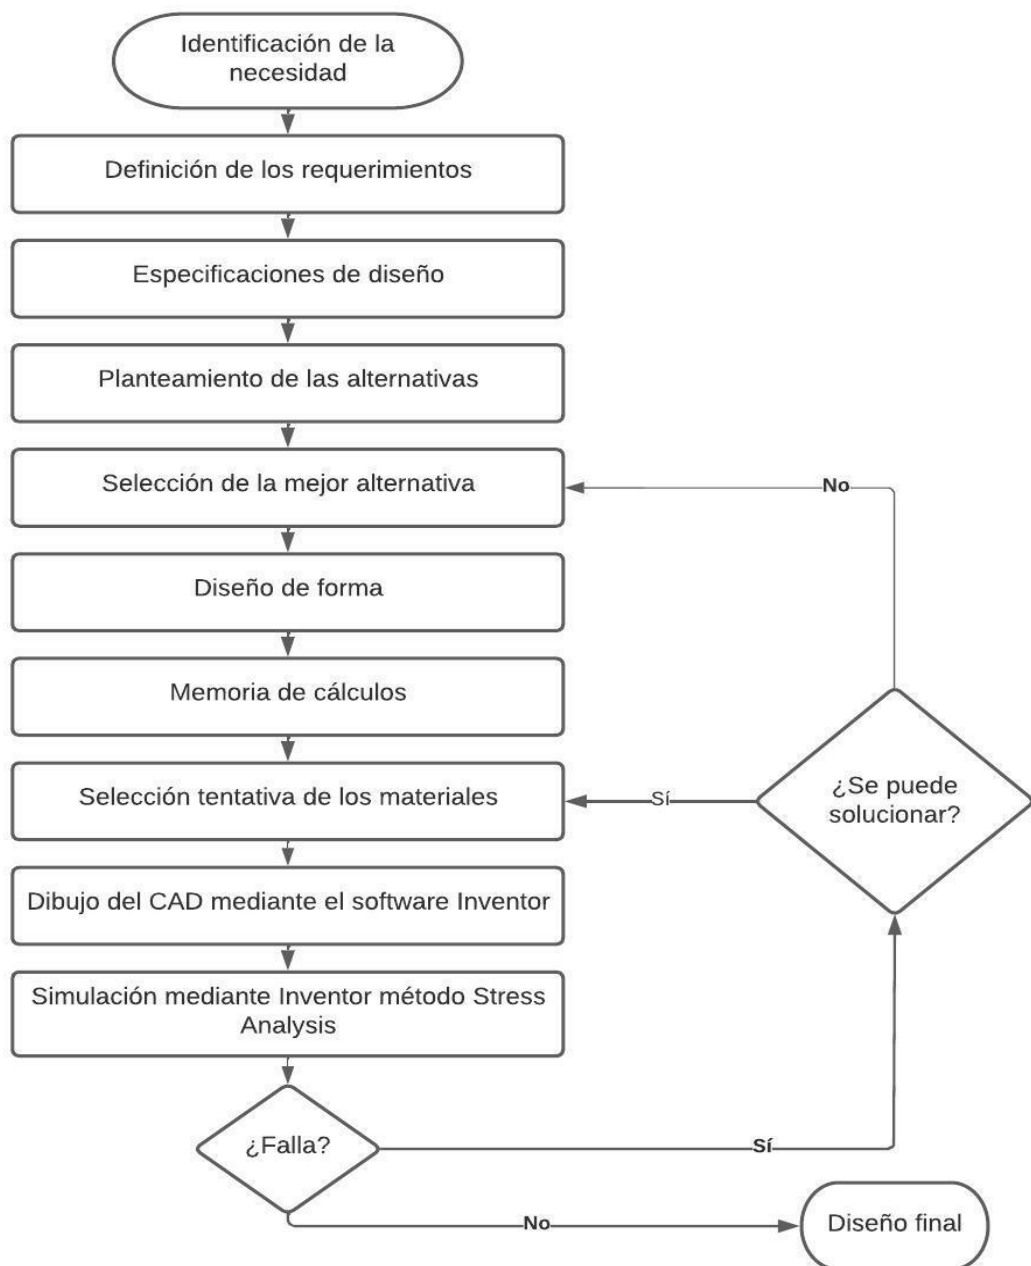 Identificación de la
necesidad
Definición de los requerimientos
Especificaciones de diseño
Planteamiento de las alternativas
Selección de la mejor alternativa
No
Diseño de forma
Memoria de cálculos
¿Se puede
solucionar?
Selección tentativa de los materiales
Sí
Dibujo del CAD mediante el software Inventor
Simulación mediante Inventor método Stress
Analysis
¿Falla?
Sí
No
Diseño final